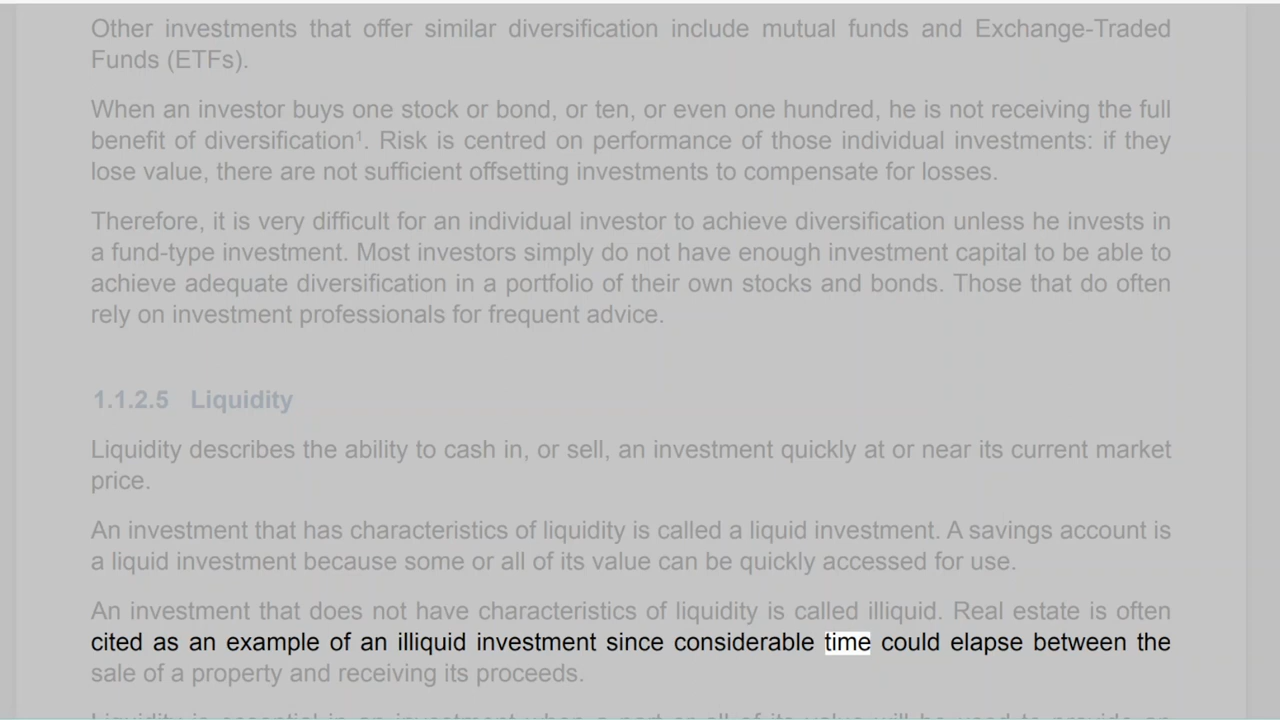 Other investments that offer similar diversification include mutual funds and Exchange-Traded
Funds (ETFs).
When an investor buys one stock or bond, or ten, or even one hundred, he is not receiving the full
benefit of diversification¹. Risk is centred on performance of those individual investments: if they
lose value, there are not sufficient offsetting investments to compensate for losses.
Therefore, it is very difficult for an individual investor to achieve diversification unless he invests in
a fund-type investment. Most investors simply do not have enough investment capital to be able to
achieve adequate diversification in a portfolio of their own stocks and bonds. Those that do often
rely on investment professionals for frequent advice.
1.1.2.5 Liquidity
Liquidity describes the ability to cash in, or sell, an investment quickly at or near its current market
price.
An investment that has characteristics of liquidity is called a liquid investment. A savings account is
a liquid investment because some or all of its value can be quickly accessed for use.
An investment that does not have characteristics of liquidity is called illiquid. Real estate is often
cited as an example of an illiquid investment since considerable time could elapse between the
sale of a property and receiving its proceeds.